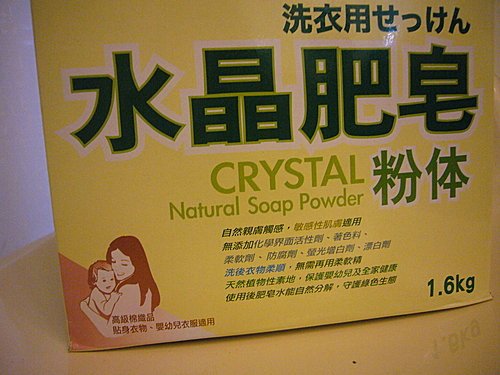 洗衣用せっけん
水晶肥皂
CRYSTAL
Natural Soap Powder
粉体
自然親膚觸感，敏感性肌膚適用
無添加化學界面活性劑、著色料、
柔軟劑、防腐劑、螢光增白劑、漂白劑
洗後衣物柔順，無需再用柔軟精
天然植物性素地，保護嬰幼兒及全家健康
使用後肥皂水能自然分解，守護綠色生態
1.6kg
高級棉織品
貼身衣物、嬰幼兒衣服適用